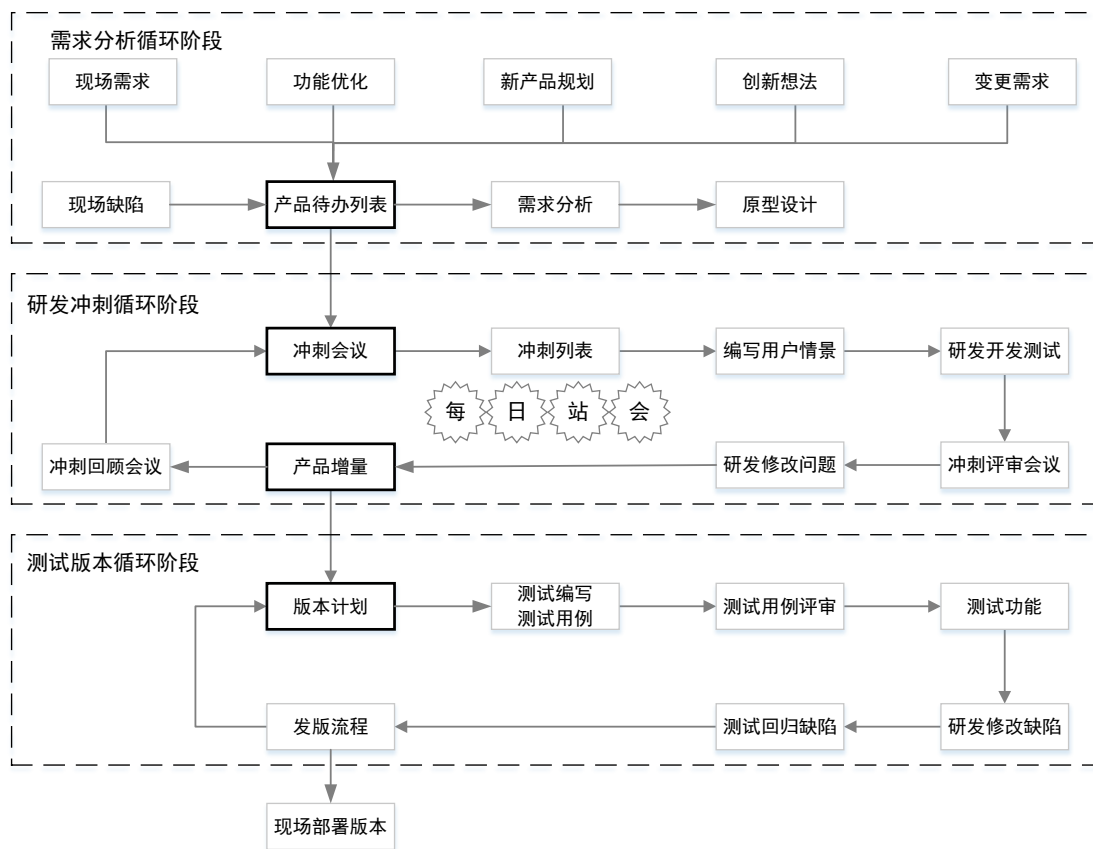 需求分析循环阶段
现场需求
功能优化
新产品规划
创新想法
变更需求
现场缺陷
产品待办列表
需求分析
原型设计
研发冲刺循环阶段
冲刺会议
冲刺列表
编写用户情景
研发开发测试
每日站会
冲刺回顾会议
产品增量
研发修改问题
冲刺评审会议
测试版本循环阶段
版本计划
测试编写
测试用例
测试用例评审
测试功能
发版流程
测试回归缺陷
研发修改缺陷
现场部署版本